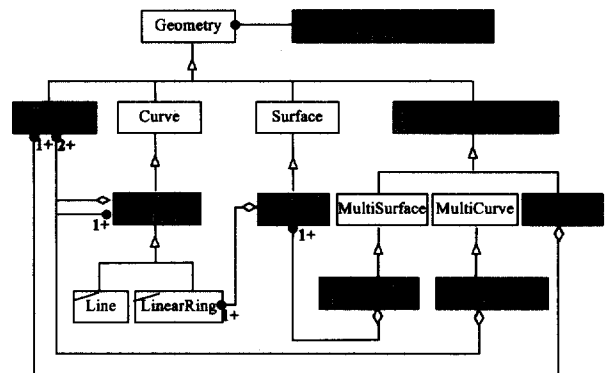 Geometry
Curve
Surface
1+ 2+
1+
MultiSurface
MultiCurve
1+
Line
LinearRing
1+